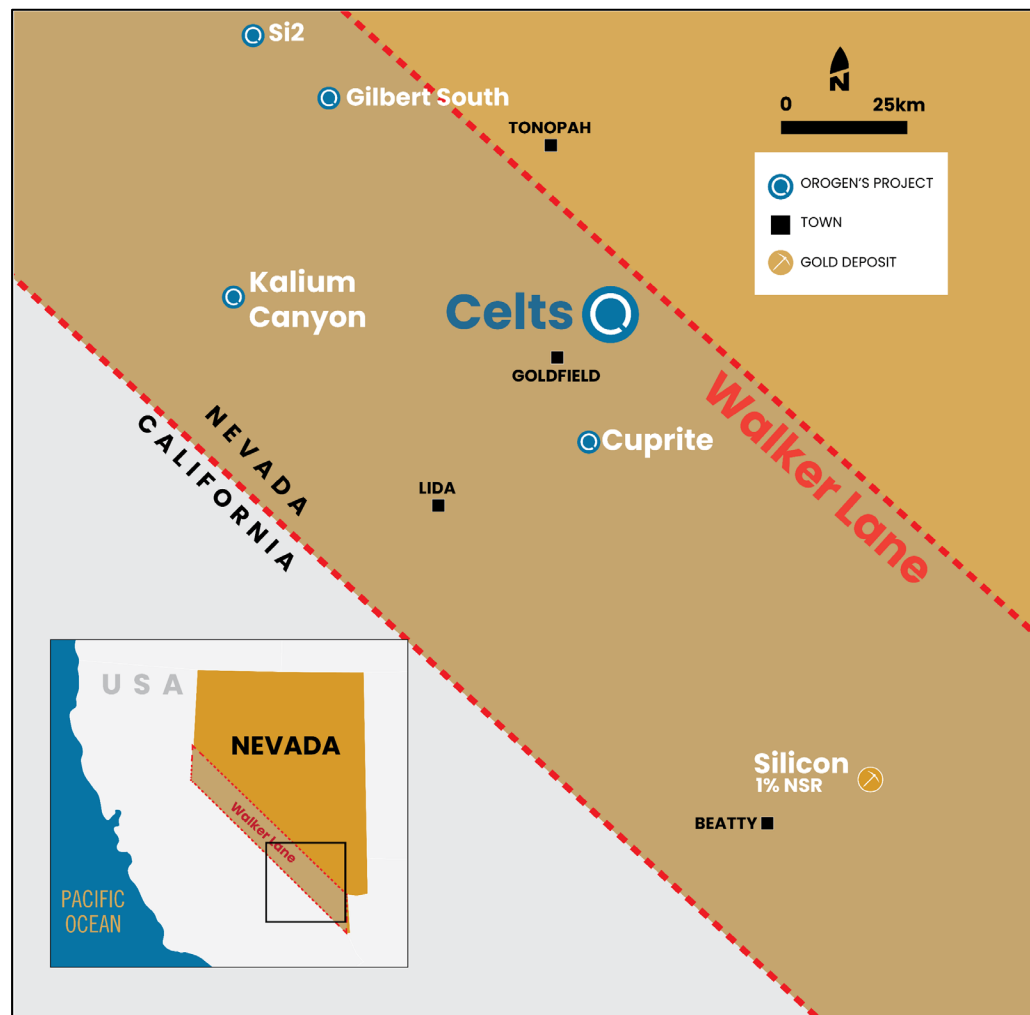 Si2
Gilbert South
TONOPAH
N
0 25km
OROGEN'S PROJECT
TOWN
GOLD DEPOSIT
Kalium
Canyon
Celts
GOLDFIELD
Walker Lane
Cuprite
NEVADA
CALIFORNIA
LIDA
USA
NEVADA
Walker Lane
PACIFIC
OCEAN
Silicon
1% NSR
BEATTY